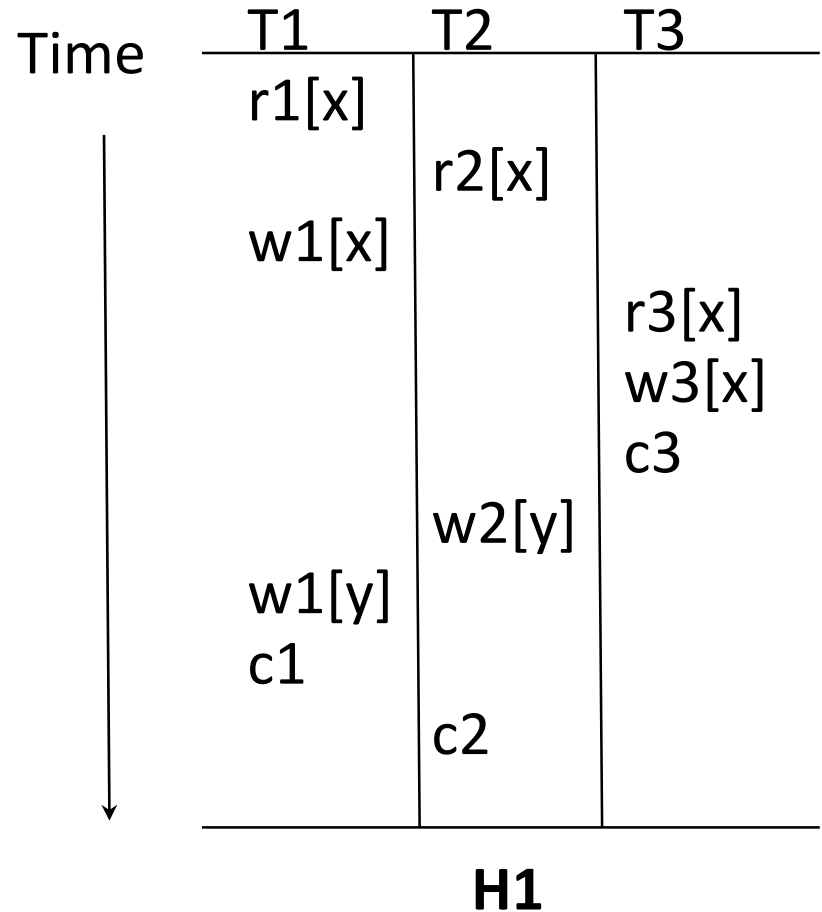 Time T1 T2 T3
r1[x]
r2[x]
w1[x]
r3[x]
w3[x]
c3
w2[y]
w1[y]
c1
c2
H1